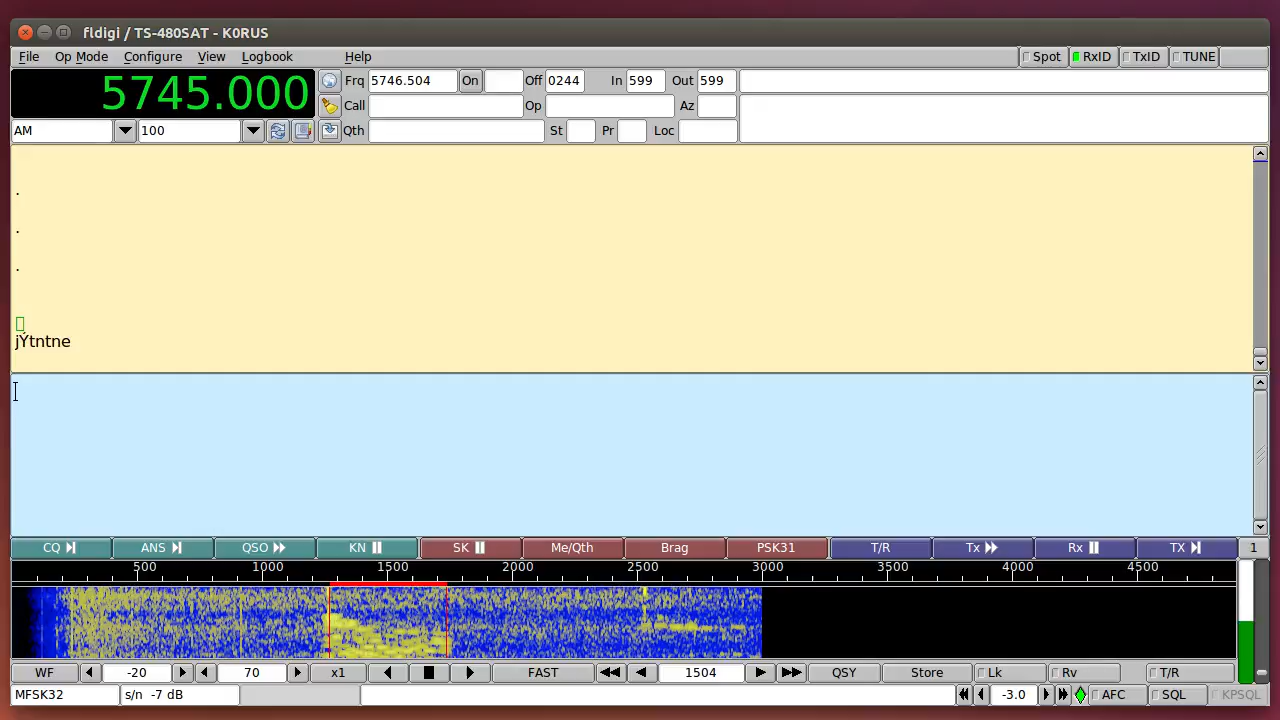 fldigi / TS-480SAT - K0RUS
File Op Mode Configure View Logbook Help Spot RxID TxID TUNE
5745.000 Frq 5746.504 On Off 0244 In 599 Out 599
Call Op Az
AM 100 Qth St Pr Loc
.
.
.
jÝtntne
CQ ANS QSO KN SK Me/Qth Brag PSK31 T/R Tx Rx TX 1
500 1000 1500 2000 2500 3000 3500 4000 4500
WF -20 70 x1 FAST 1504 QSY Store Lk Rv T/R
MFSK32 s/n -7 dB -3.0 AFC SQL KPSQL